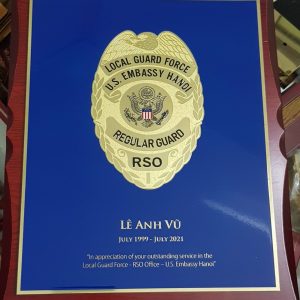 LOCAL GUARD FORCE
U.S. EMBASSY HANOI
REGULAR GUARD
RSO
LÊ ANH VŨ
JULY 1999 - JULY 2021
"In appreciation of your outstanding service in the
Local Guard Force - RSO Office – U.S. Embassy Hanoi"